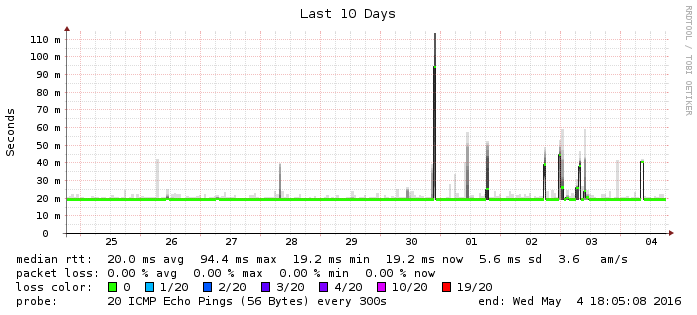 Last 10 Days
RRDTOOL / TOBI OETIKER
Seconds
110 m
100 m
90 m
80 m
70 m
60 m
50 m
40 m
30 m
20 m
10 m
0
25 26 27 28 29 30 01 02 03 04
median rtt: 20.0 ms avg 94.4 ms max 19.2 ms min 19.2 ms now 5.6 ms sd 3.6 am/s
packet loss: 0.00 % avg 0.00 % max 0.00 % min 0.00 % now
loss color: 0 1/20 2/20 3/20 4/20 10/20 19/20
probe: 20 ICMP Echo Pings (56 Bytes) every 300s end: Wed May 4 18:05:08 2016